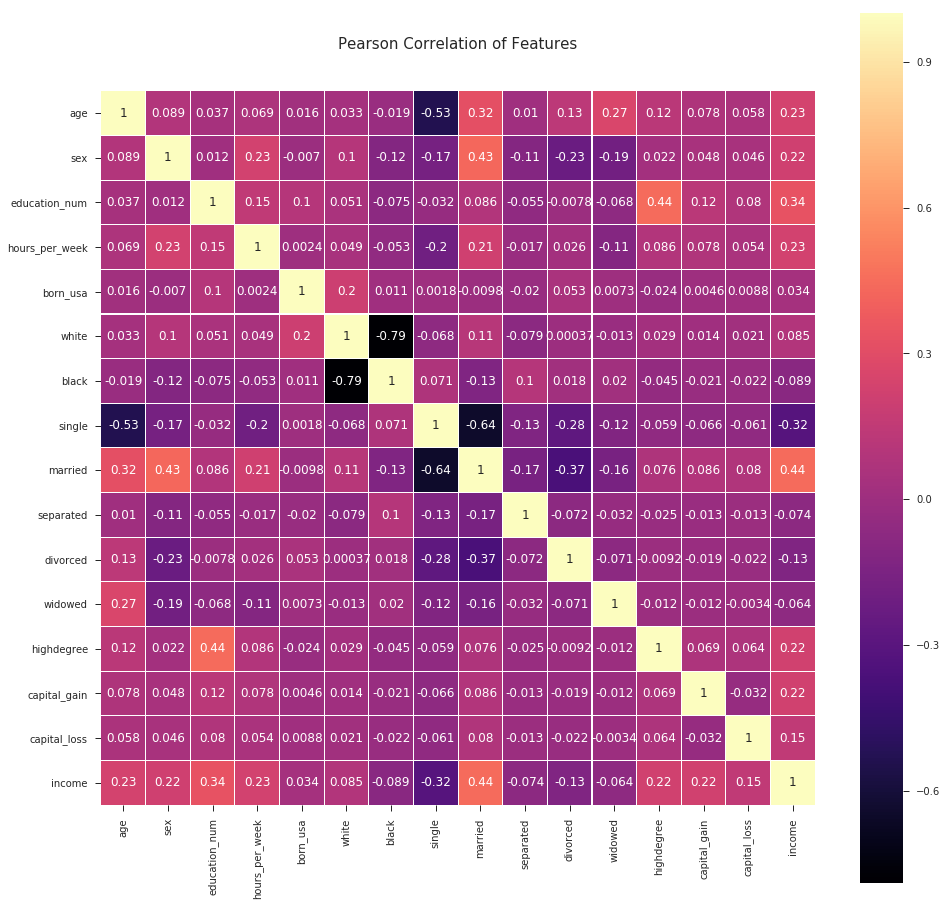 Pearson Correlation of Features
age 1 0.089 0.037 0.069 0.016 0.033 -0.019 -0.53 0.32 0.01 0.13 0.27 0.12 0.078 0.058 0.23
sex 0.089 1 0.012 0.23 -0.007 0.1 -0.12 -0.17 0.43 -0.11 -0.23 -0.19 0.022 0.048 0.046 0.22
education_num 0.037 0.012 1 0.15 0.1 0.051 -0.075 -0.032 0.086 -0.055 -0.0078 -0.068 0.44 0.12 0.08 0.34
hours_per_week 0.069 0.23 0.15 1 0.0024 0.049 -0.053 -0.2 0.21 -0.017 0.026 -0.11 0.086 0.078 0.054 0.23
born_usa 0.016 -0.007 0.1 0.0024 1 0.2 0.011 0.0018 -0.0098 -0.02 0.053 0.0073 -0.024 0.0046 0.0088 0.034
white 0.033 0.1 0.051 0.049 0.2 1 -0.79 -0.068 0.11 -0.079 0.00037 -0.013 0.029 0.014 0.021 0.085
black -0.019 -0.12 -0.075 -0.053 0.011 -0.79 1 0.071 -0.13 0.1 0.018 0.02 -0.045 -0.021 -0.022 -0.089
single -0.53 -0.17 -0.032 -0.2 0.0018 -0.068 0.071 1 -0.64 -0.13 -0.28 -0.12 -0.059 -0.066 -0.061 -0.32
married 0.32 0.43 0.086 0.21 -0.0098 0.11 -0.13 -0.64 1 -0.17 -0.37 -0.16 0.076 0.086 0.08 0.44
separated 0.01 -0.11 -0.055 -0.017 -0.02 -0.079 0.1 -0.13 -0.17 1 -0.072 -0.032 -0.025 -0.013 -0.013 -0.074
divorced 0.13 -0.23 -0.0078 0.026 0.053 0.00037 0.018 -0.28 -0.37 -0.072 1 -0.071 -0.0092 -0.019 -0.022 -0.13
widowed 0.27 -0.19 -0.068 -0.11 0.0073 -0.013 0.02 -0.12 -0.16 -0.032 -0.071 1 -0.012 -0.012 -0.0034 -0.064
highdegree 0.12 0.022 0.44 0.086 -0.024 0.029 -0.045 -0.059 0.076 -0.025 -0.0092 -0.012 1 0.069 0.064 0.22
capital_gain 0.078 0.048 0.12 0.078 0.0046 0.014 -0.021 -0.066 0.086 -0.013 -0.019 -0.012 0.069 1 -0.032 0.22
capital_loss 0.058 0.046 0.08 0.054 0.0088 0.021 -0.022 -0.061 0.08 -0.013 -0.022 -0.0034 0.064 -0.032 1 0.15
income 0.23 0.22 0.34 0.23 0.034 0.085 -0.089 -0.32 0.44 -0.074 -0.13 -0.064 0.22 0.22 0.15 1
age
sex
education_num
hours_per_week
born_usa
white
black
single
married
separated
divorced
widowed
highdegree
capital_gain
capital_loss
income
0.9
0.6
0.3
0.0
−0.3
−0.6